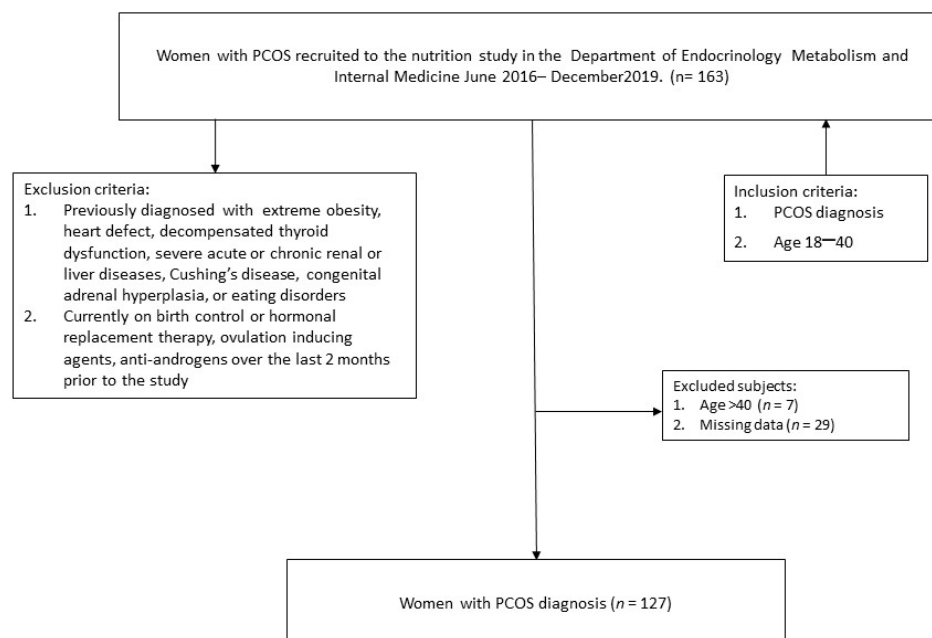 Women with PCOS recruited to the nutrition study in the Department of Endocrinology Metabolism and
Internal Medicine June 2016– December2019. (n= 163)
Exclusion criteria:
1. Previously diagnosed with extreme obesity,
heart defect, decompensated thyroid
dysfunction, severe acute or chronic renal or
liver diseases, Cushing’s disease, congenital
adrenal hyperplasia, or eating disorders
2. Currently on birth control or hormonal
replacement therapy, ovulation inducing
agents, anti-androgens over the last 2 months
prior to the study
Inclusion criteria:
1. PCOS diagnosis
2. Age 18—40
Excluded subjects:
1. Age >40 (n = 7)
2. Missing data (n = 29)
Women with PCOS diagnosis (n = 127)